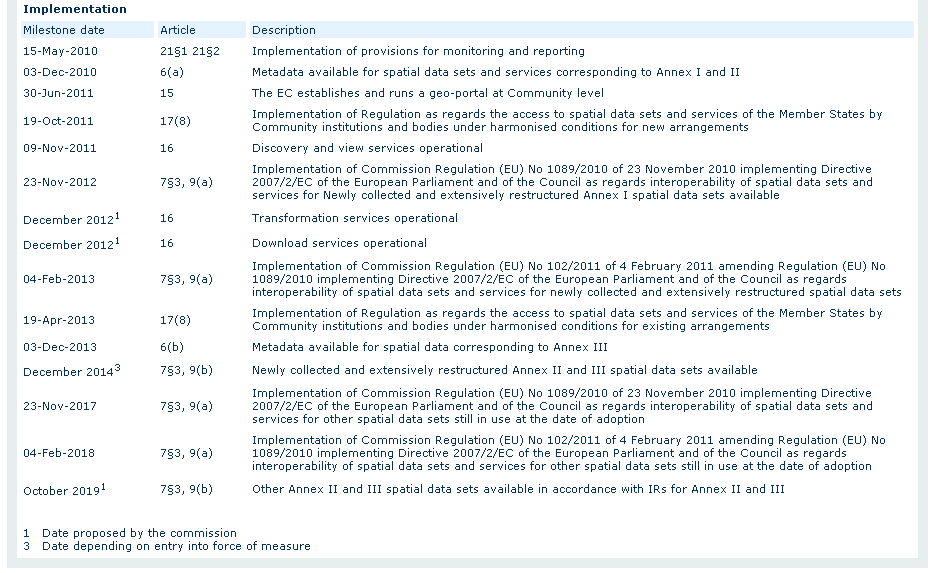 Implementation
Milestone date Article Description
15-May-2010 21§1 21§2 Implementation of provisions for monitoring and reporting
03-Dec-2010 6(a) Metadata available for spatial data sets and services corresponding to Annex I and II
30-Jun-2011 15 The EC establishes and runs a geo-portal at Community level
19-Oct-2011 17(8) Implementation of Regulation as regards the access to spatial data sets and services of the Member States by
Community institutions and bodies under harmonised conditions for new arrangements
09-Nov-2011 16 Discovery and view services operational
23-Nov-2012 7§3, 9(a) Implementation of Commission Regulation (EU) No 1089/2010 of 23 November 2010 implementing Directive
2007/2/EC of the European Parliament and of the Council as regards interoperability of spatial data sets and
services for Newly collected and extensively restructured Annex I spatial data sets available
December 2012¹ 16 Transformation services operational
December 2012¹ 16 Download services operational
04-Feb-2013 7§3, 9(a) Implementation of Commission Regulation (EU) No 102/2011 of 4 February 2011 amending Regulation (EU) No
1089/2010 implementing Directive 2007/2/EC of the European Parliament and of the Council as regards
interoperability of spatial data sets and services for newly collected and extensively restructured spatial data sets
19-Apr-2013 17(8) Implementation of Regulation as regards the access to spatial data sets and services of the Member States by
Community institutions and bodies under harmonised conditions for existing arrangements
03-Dec-2013 6(b) Metadata available for spatial data corresponding to Annex III
December 2014³ 7§3, 9(b) Newly collected and extensively restructured Annex II and III spatial data sets available
23-Nov-2017 7§3, 9(a) Implementation of Commission Regulation (EU) No 1089/2010 of 23 November 2010 implementing Directive
2007/2/EC of the European Parliament and of the Council as regards interoperability of spatial data sets and
services for other spatial data sets still in use at the date of adoption
04-Feb-2018 7§3, 9(a) Implementation of Commission Regulation (EU) No 102/2011 of 4 February 2011 amending Regulation (EU) No
1089/2010 implementing Directive 2007/2/EC of the European Parliament and of the Council as regards
interoperability of spatial data sets and services for other spatial data sets still in use at the date of adoption
October 2019¹ 7§3, 9(b) Other Annex II and III spatial data sets available in accordance with IRs for Annex II and III
1 Date proposed by the commission
3 Date depending on entry into force of measure